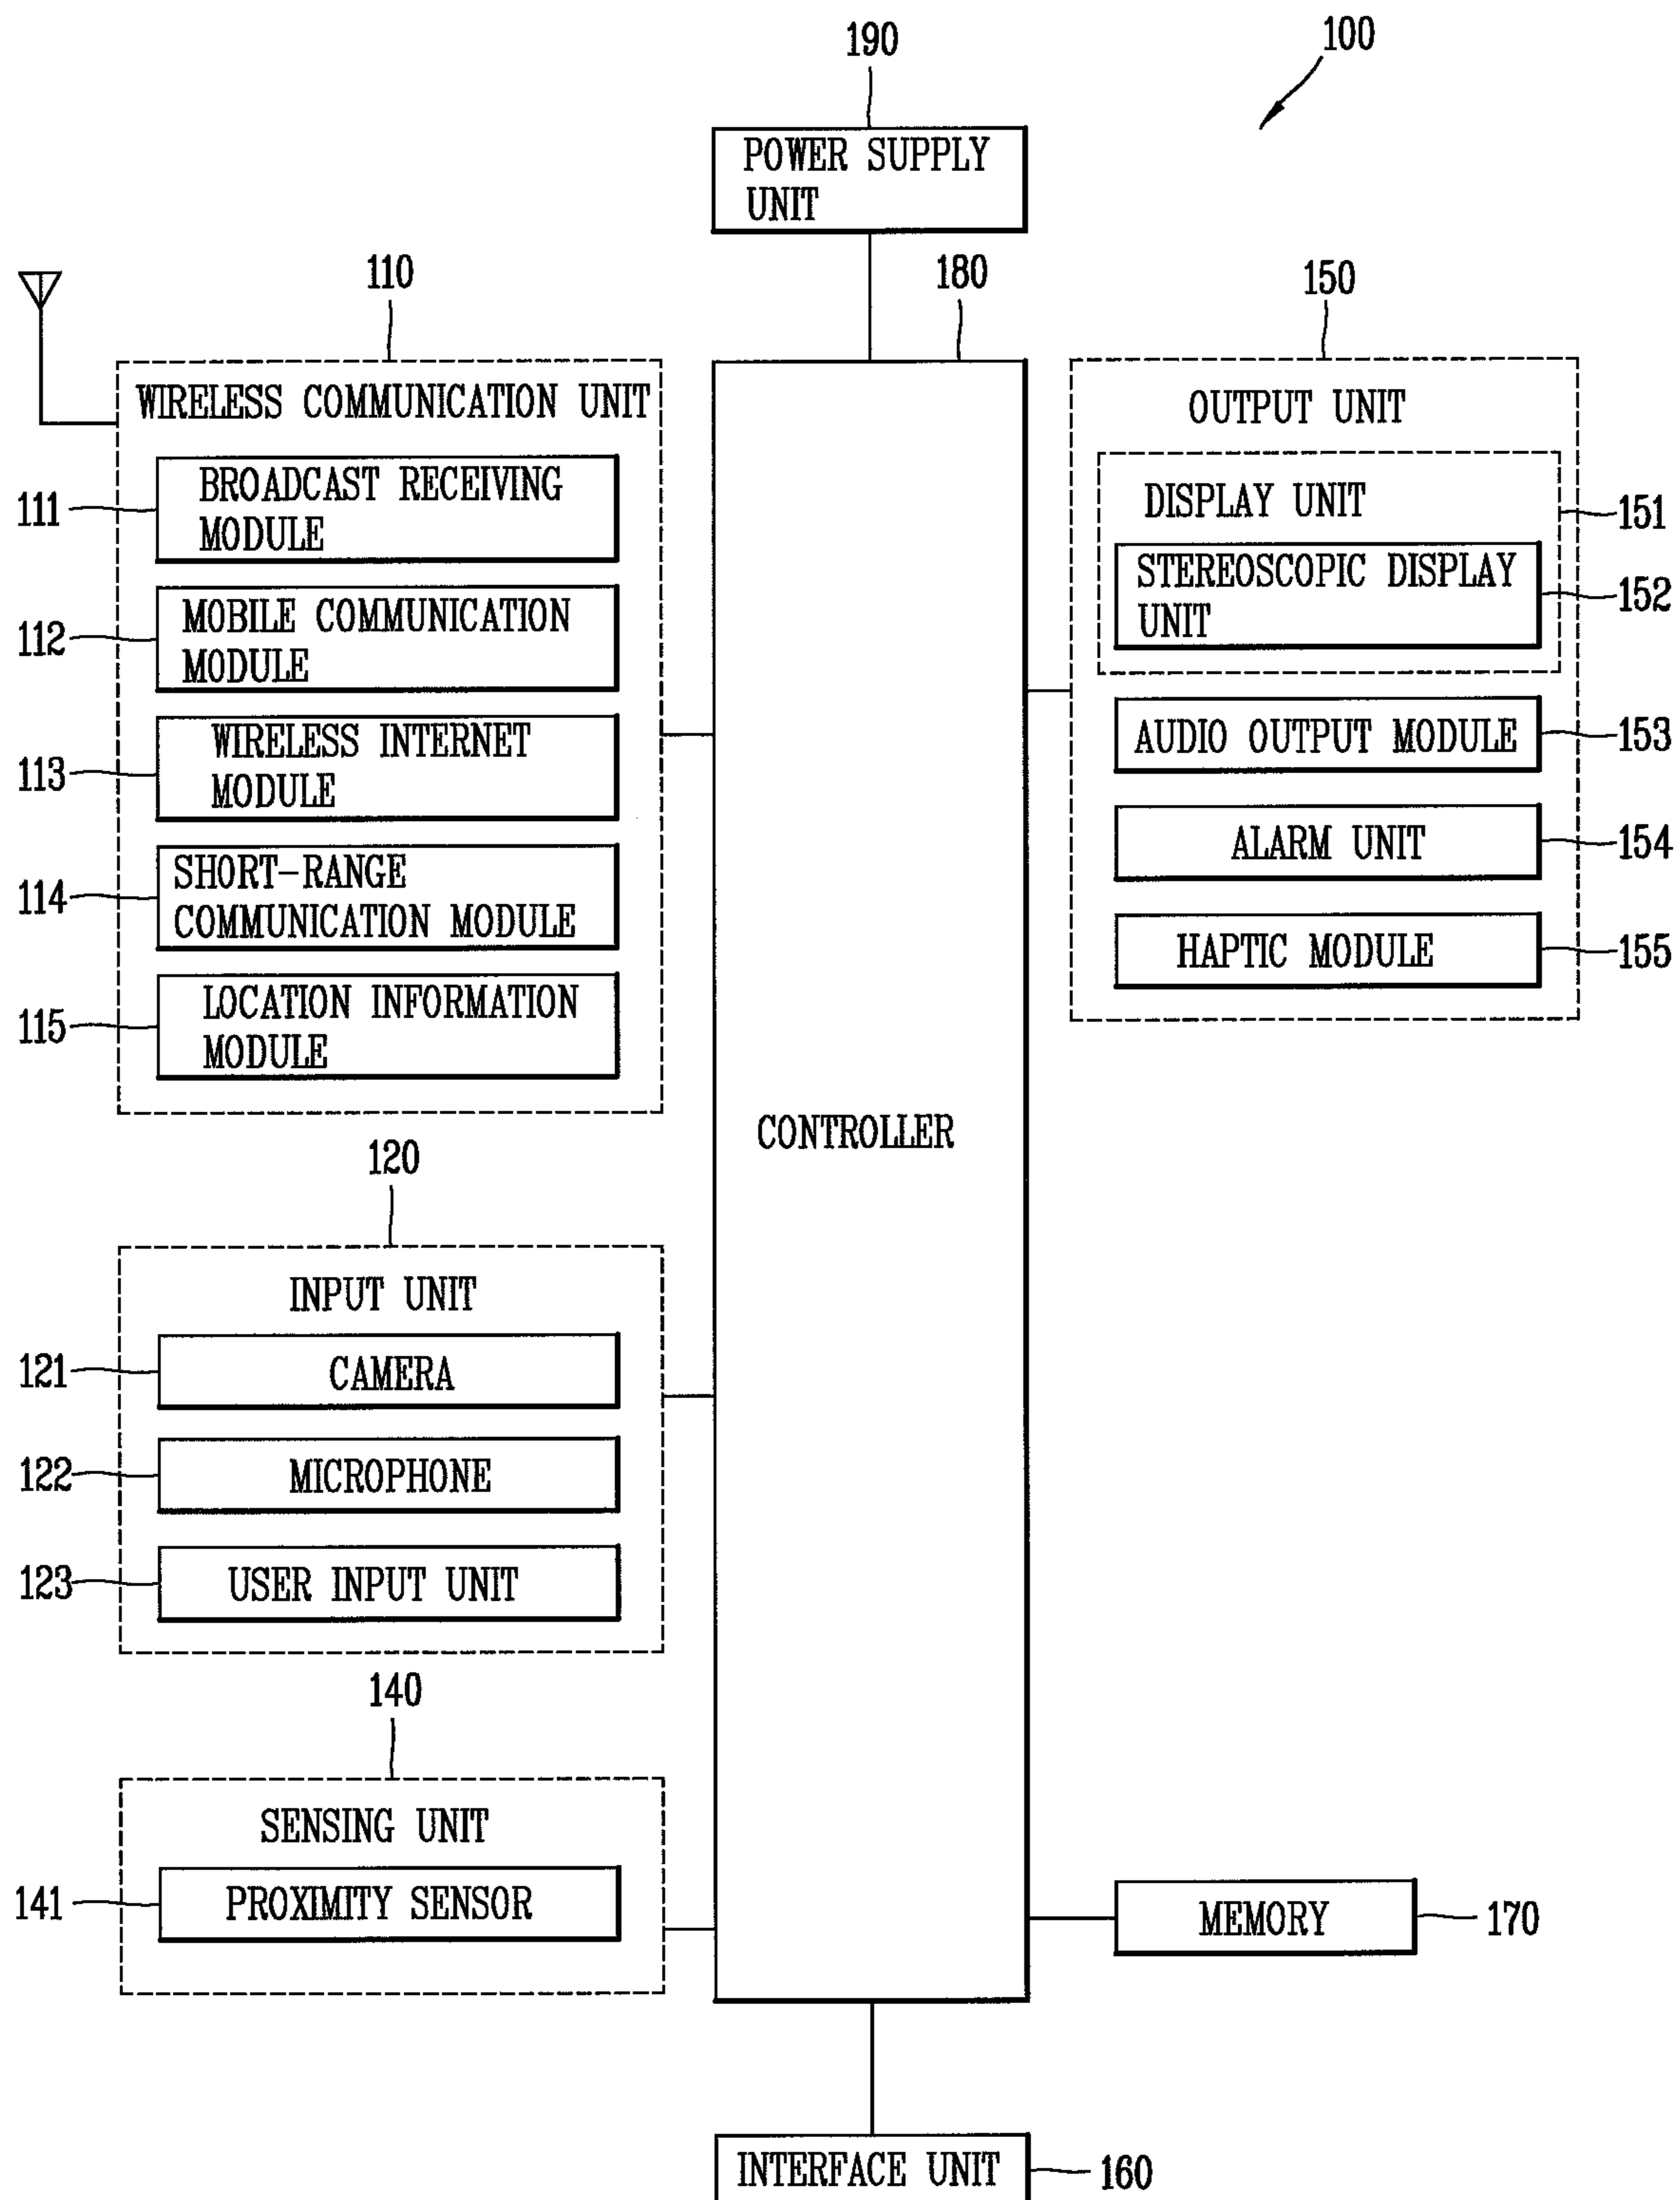 190
100
POWER SUPPLY
UNIT
110
180
150
WIRELESS COMMUNICATION UNIT
111
BROADCAST RECEIVING
MODULE
112
MOBILE COMMUNICATION
MODULE
113
WIRELESS INTERNET
MODULE
114
SHORT-RANGE
COMMUNICATION MODULE
115
LOCATION INFORMATION
MODULE
OUTPUT UNIT
DISPLAY UNIT
151
STEREOSCOPIC DISPLAY
UNIT
152
AUDIO OUTPUT MODULE
153
ALARM UNIT
154
HAPTIC MODULE
155
CONTROLLER
120
INPUT UNIT
121
CAMERA
122
MICROPHONE
123
USER INPUT UNIT
140
SENSING UNIT
141
PROXIMITY SENSOR
MEMORY
170
INTERFACE UNIT
160